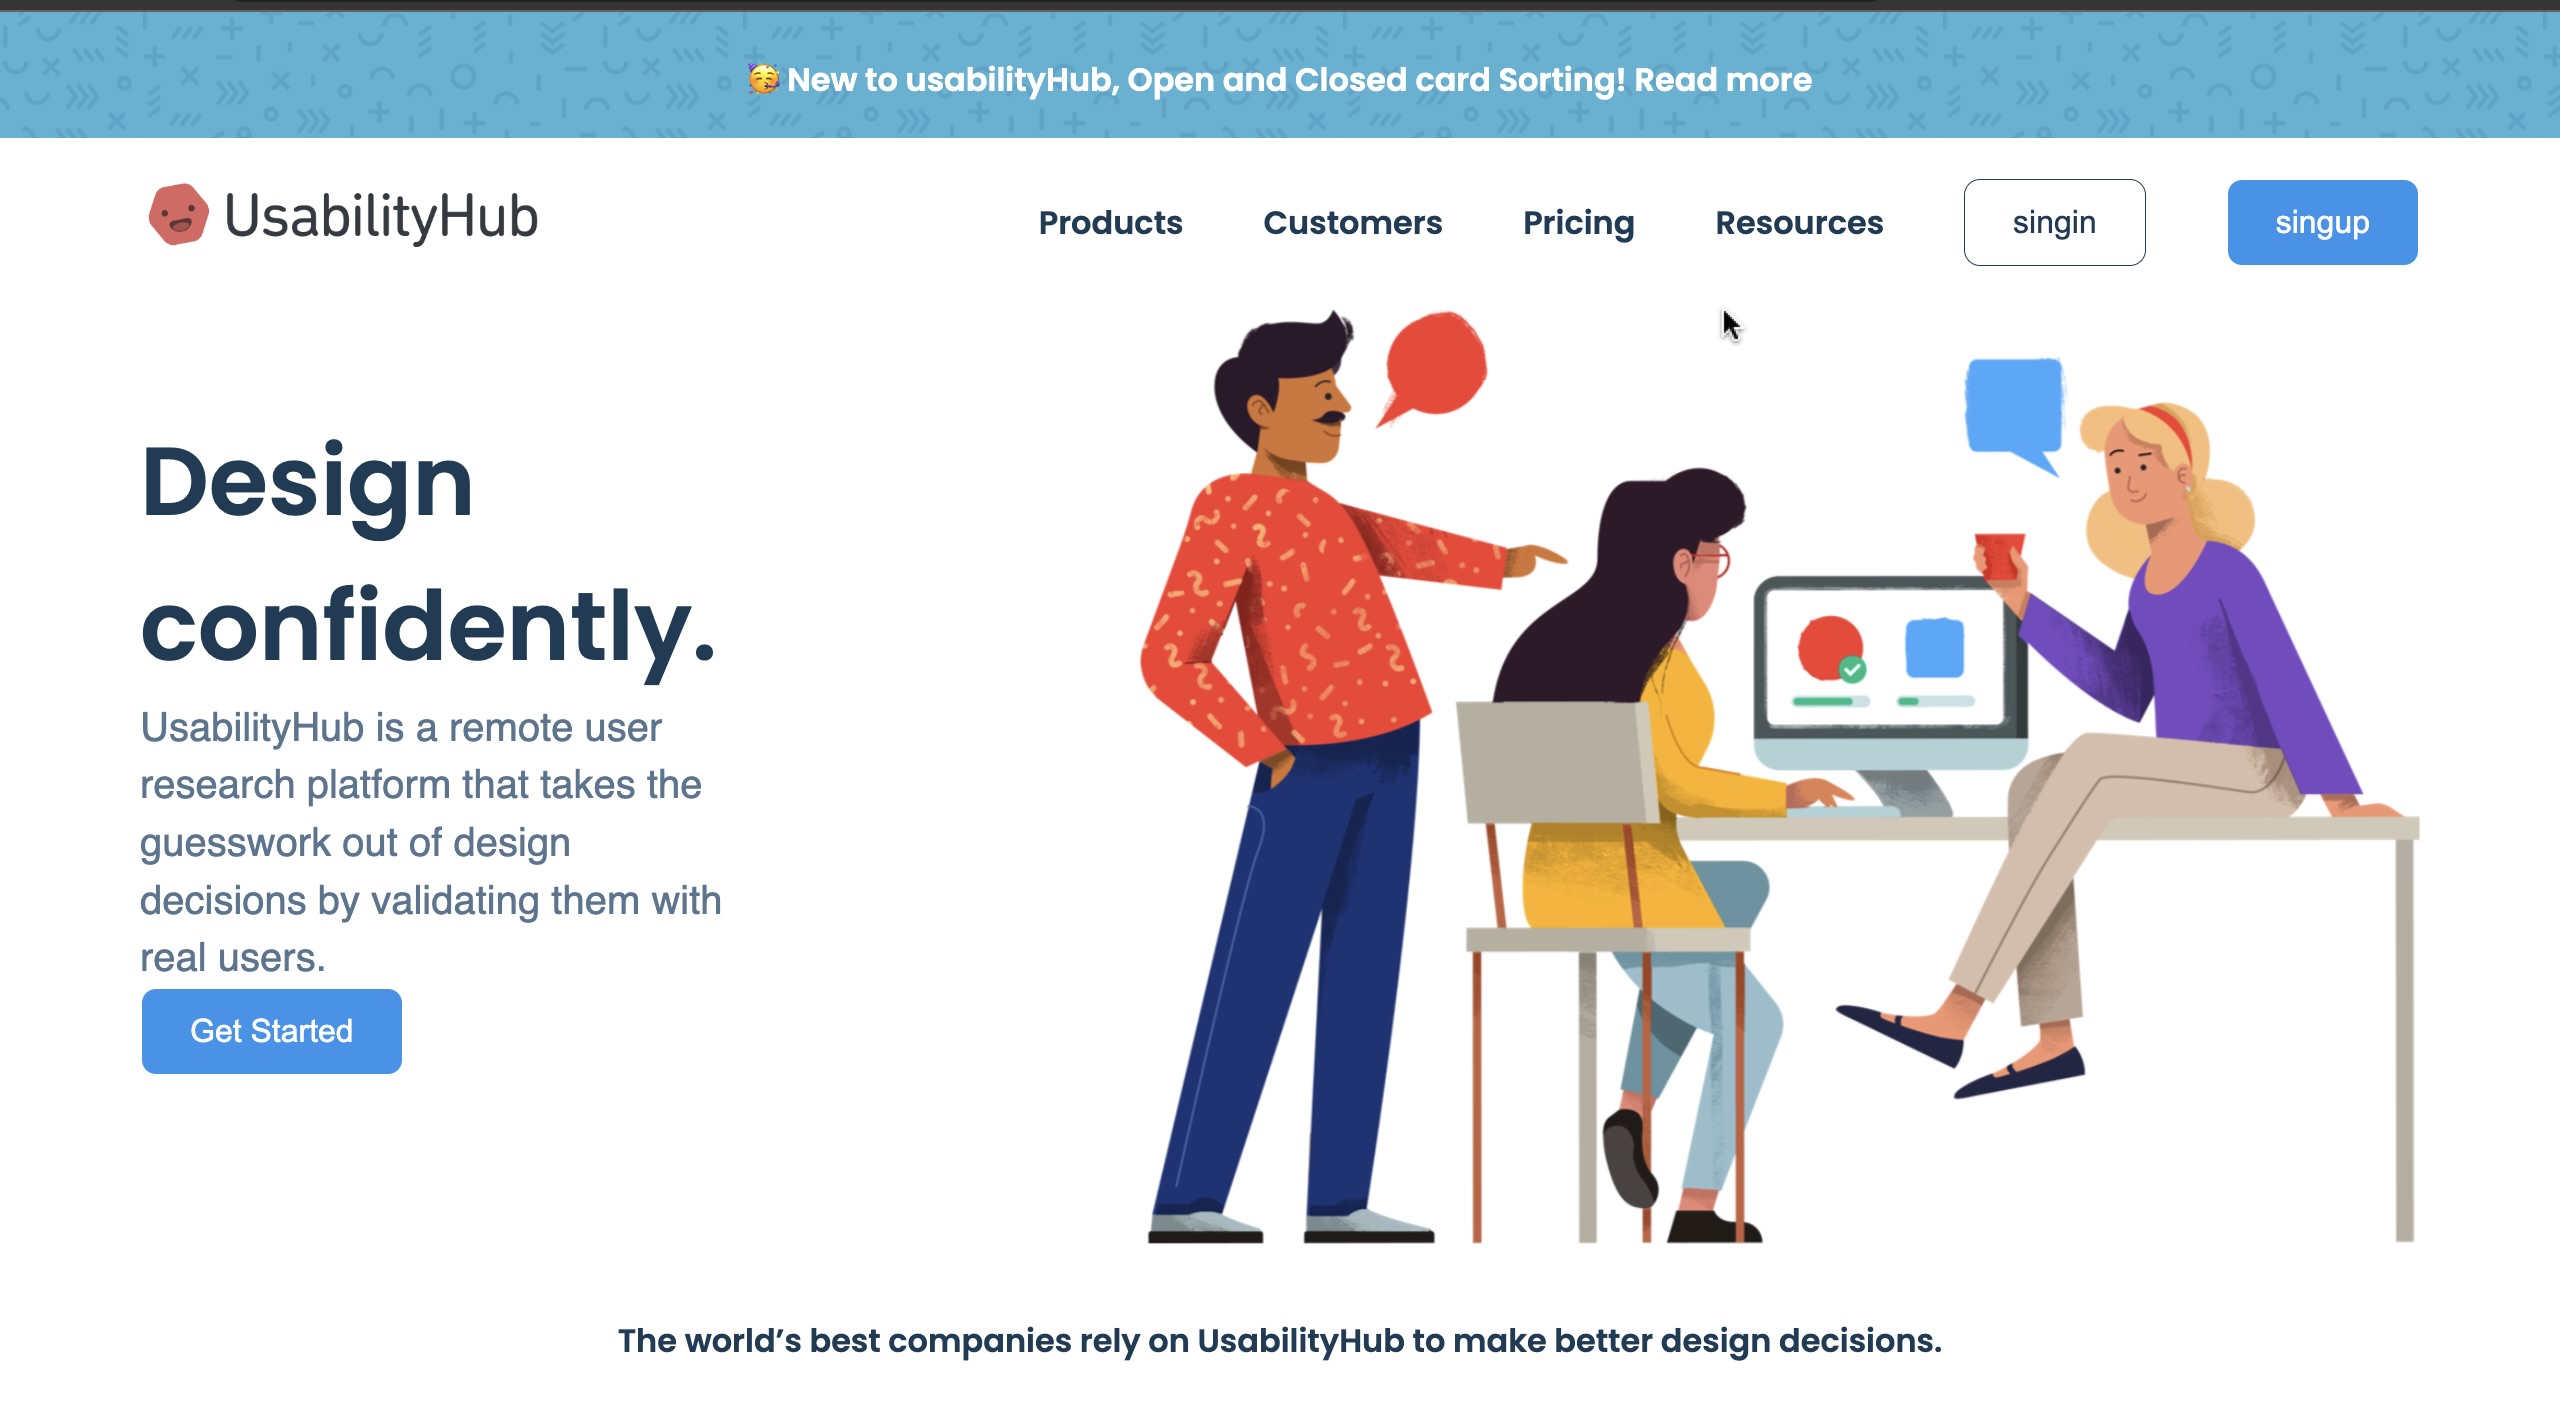 🥳 New to usabilityHub, Open and Closed card Sorting! Read more
UsabilityHub
Products
Customers
Pricing
Resources
singin
singup
Design
confidently.
UsabilityHub is a remote user
research platform that takes the
guesswork out of design
decisions by validating them with
real users.
Get Started
The world’s best companies rely on UsabilityHub to make better design decisions.